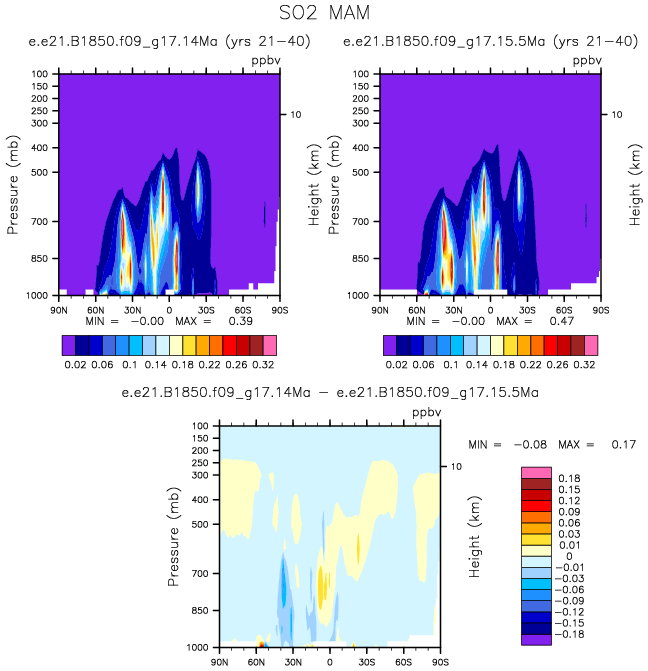 SO2 MAM
e.e21.B1850.f09_g17.14Ma (yrs 21-40)
e.e21.B1850.f09_g17.15.5Ma (yrs 21-40)
ppbv
ppbv
Pressure (mb)
100
150
200
250
300
400
500
700
850
1000
10
Height (km)
90N 60N 30N 0 30S 60S 90S
MIN = -0.00 MAX = 0.39
0.02 0.06 0.1 0.14 0.18 0.22 0.26 0.32
Pressure (mb)
100
150
200
250
300
400
500
700
850
1000
10
Height (km)
90N 60N 30N 0 30S 60S 90S
MIN = -0.00 MAX = 0.47
0.02 0.06 0.1 0.14 0.18 0.22 0.26 0.32
e.e21.B1850.f09_g17.14Ma - e.e21.B1850.f09_g17.15.5Ma
ppbv
Pressure (mb)
100
150
200
250
300
400
500
700
850
1000
10
Height (km)
90N 60N 30N 0 30S 60S 90S
MIN = -0.08 MAX = 0.17
0.18
0.15
0.12
0.09
0.06
0.03
0.01
0
-0.01
-0.03
-0.06
-0.09
-0.12
-0.15
-0.18